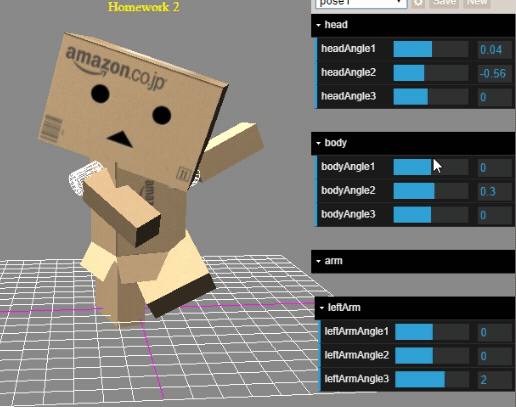 Homework 2
pose1
Save
New
head
headAngle1 0.04
headAngle2 -0.56
headAngle3 0
body
bodyAngle1 0
bodyAngle2 0.3
bodyAngle3 0
arm
leftArm
leftArmAngle1 0
leftArmAngle2 0
leftArmAngle3 2
amazon.co.jp